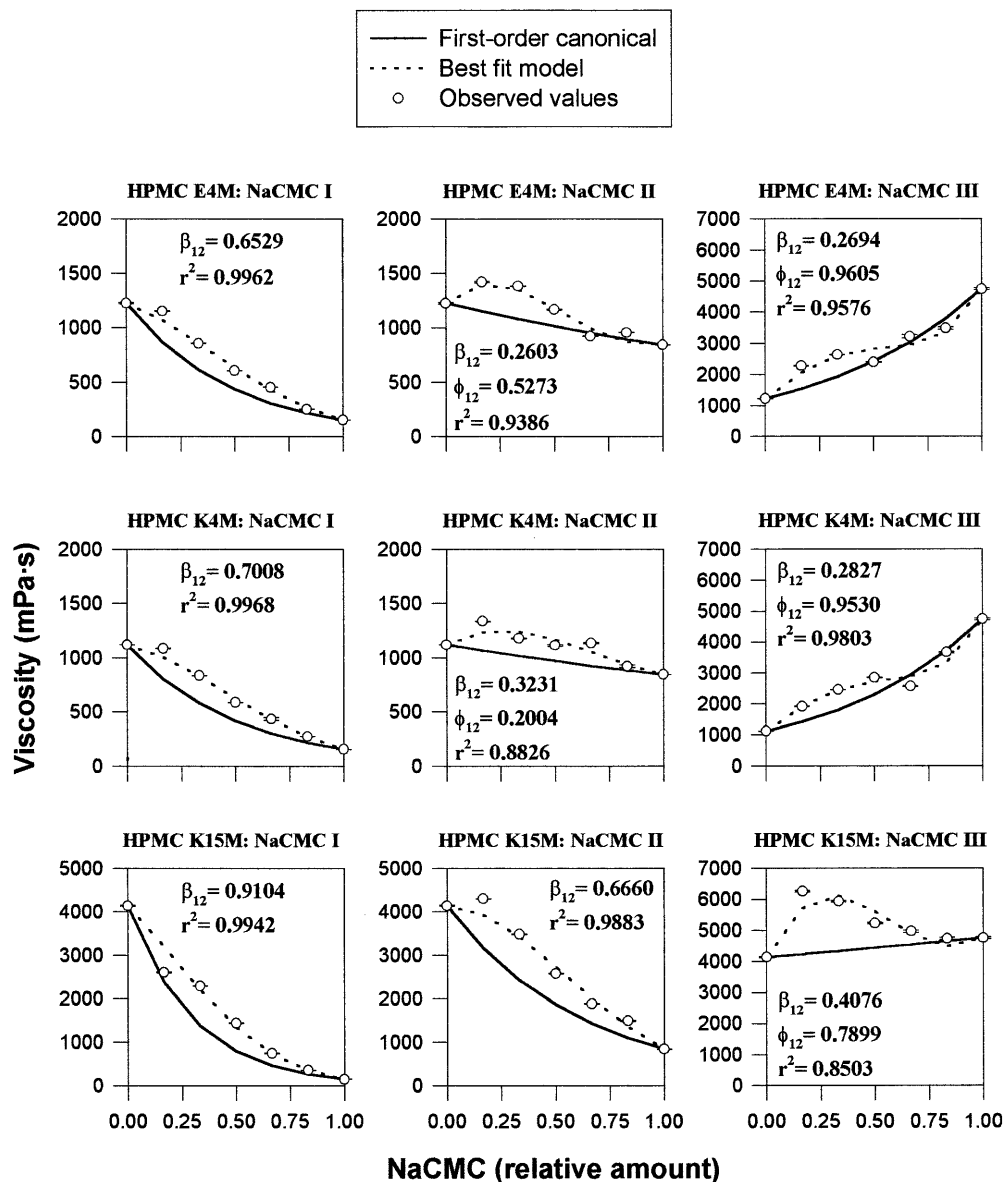 First-order canonical
Best fit model
Observed values
HPMC E4M: NaCMC I
2000
1500
1000
500
0
β12= 0.6529
r²= 0.9962
HPMC E4M: NaCMC II
2000
1500
1000
500
0
β12= 0.2603
ϕ12= 0.5273
r²= 0.9386
HPMC E4M: NaCMC III
7000
6000
5000
4000
3000
2000
1000
0
β12= 0.2694
ϕ12= 0.9605
r²= 0.9576
Viscosity (mPa·s)
HPMC K4M: NaCMC I
2000
1500
1000
500
0
β12= 0.7008
r²= 0.9968
HPMC K4M: NaCMC II
2000
1500
1000
500
0
β12= 0.3231
ϕ12= 0.2004
r²= 0.8826
HPMC K4M: NaCMC III
7000
6000
5000
4000
3000
2000
1000
0
β12= 0.2827
ϕ12= 0.9530
r²= 0.9803
HPMC K15M: NaCMC I
5000
4000
3000
2000
1000
0
β12= 0.9104
r²= 0.9942
0.00 0.25 0.50 0.75 1.00
HPMC K15M: NaCMC II
5000
4000
3000
2000
1000
0
β12= 0.6660
r²= 0.9883
0.00 0.25 0.50 0.75 1.00
HPMC K15M: NaCMC III
7000
6000
5000
4000
3000
2000
1000
0
β12= 0.4076
ϕ12= 0.7899
r²= 0.8503
0.00 0.25 0.50 0.75 1.00
NaCMC (relative amount)